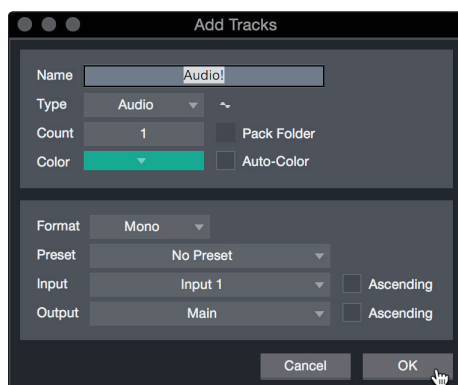 Add Tracks
Name Audio!
Type Audio
Count 1 Pack Folder
Color Auto-Color
Format Mono
Preset No Preset
Input Input 1 Ascending
Output Main Ascending
Cancel OK